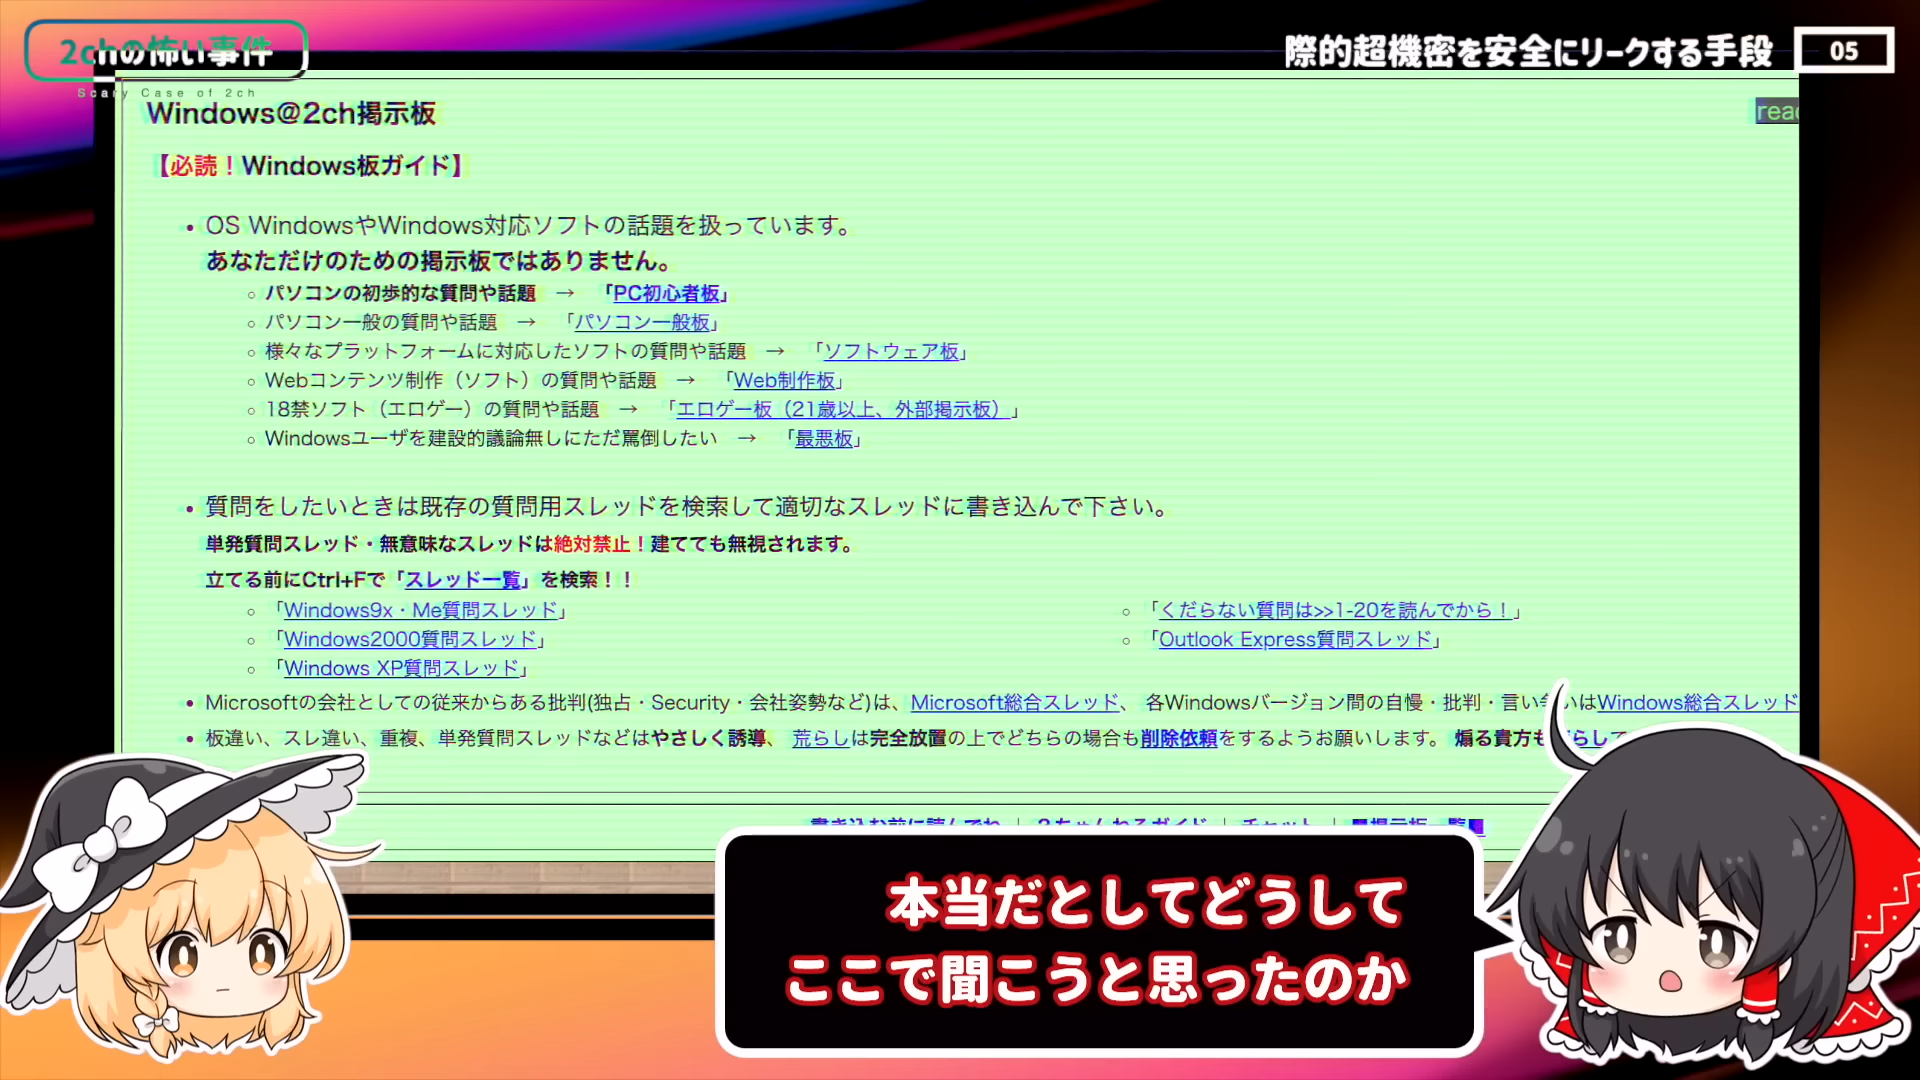 2chの怖い事件
Scary Case of 2ch
際的超機密を安全にリークする手段
05
Windows@2ch掲示板
【必読！Windows板ガイド】
• OS WindowsやWindows対応ソフトの話題を扱っています。
あなただけのための掲示板ではありません。
○ パソコンの初歩的な質問や話題　→　「PC初心者板」
○ パソコン一般の質問や話題　→　「パソコン一般板」
○ 様々なプラットフォームに対応したソフトの質問や話題　→　「ソフトウェア板」
○ Webコンテンツ制作（ソフト）の質問や話題　→　「Web制作板」
○ 18禁ソフト（エロゲー）の質問や話題　→　「エロゲー板（21歳以上、外部掲示板）」
○ Windowsユーザを建設的議論無しにただ罵倒したい　→　「最悪板」
• 質問をしたいときは既存の質問用スレッドを検索して適切なスレッドに書き込んで下さい。
単発質問スレッド・無意味なスレッドは絶対禁止！建てても無視されます。
立てる前にCtrl+Fで「スレッド一覧」を検索！！
○ 「Windows9x・Me質問スレッド」
○ 「Windows2000質問スレッド」
○ 「Windows XP質問スレッド」
○ 「くだらない質問は>>1-20を読んでから！」
○ 「Outlook Express質問スレッド」
• Microsoftの会社としての従来からある批判(独占・Security・会社姿勢など)は、Microsoft総合スレッド、 各Windowsバージョン間の自慢・批判・言い争いはWindows総合スレッド
• 板違い、スレ違い、重複、単発質問スレッドなどはやさしく誘導、 荒らしは完全放置の上でどちらの場合も削除依頼をするようお願いします。 煽る貴方も
書き込む前に読んでね｜２ちゃんねるガイド｜チャット｜
本当だとしてどうして
ここで聞こうと思ったのか